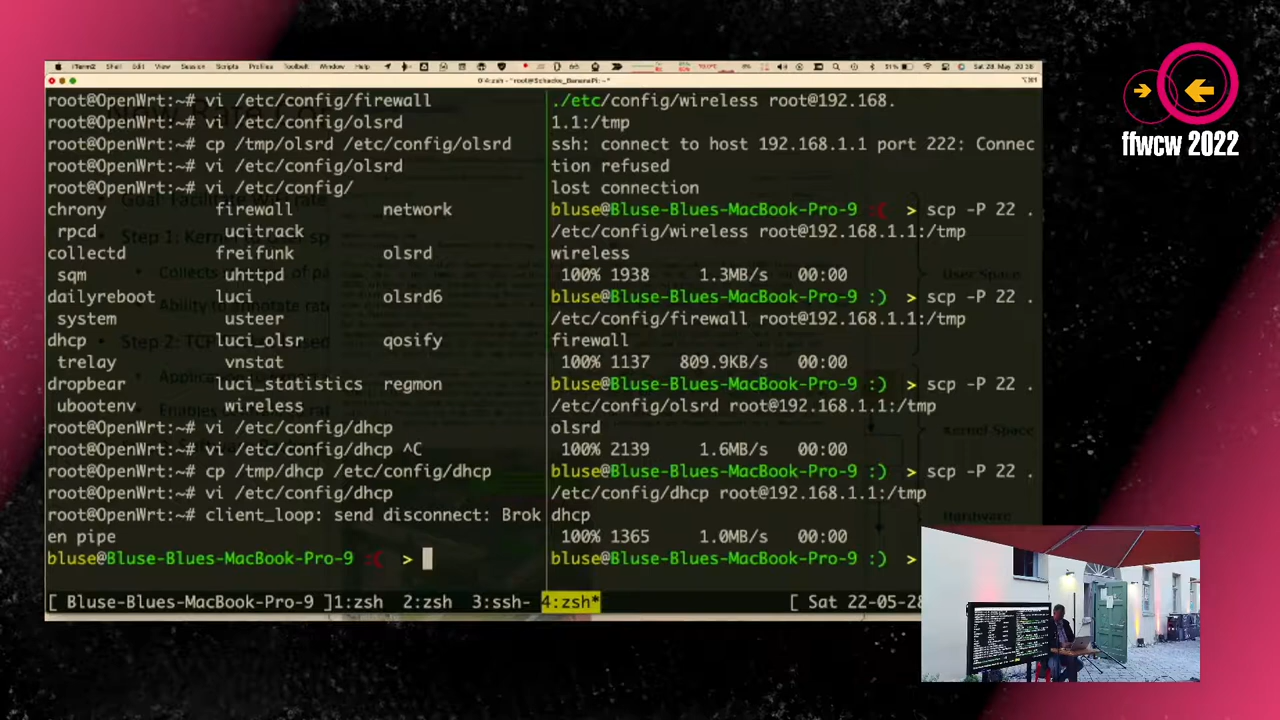 iTerm2 Shell Edit View Session Scripts Profiles Toolbelt Window Help
root@OpenWrt:~# vi /etc/config/firewall
root@OpenWrt:~# vi /etc/config/olsrd
root@OpenWrt:~# cp /tmp/olsrd /etc/config/olsrd
root@OpenWrt:~# vi /etc/config/olsrd
root@OpenWrt:~# vi /etc/config/
chrony firewall network
rpcd ucitrack
collectd freifunk olsrd
sqm uhttpd
dailyreboot luci olsrd6
system usteer
dhcp luci_olsr qosify
trelay vnstat
dropbear luci_statistics regmon
ubootenv wireless
root@OpenWrt:~# vi /etc/config/dhcp
root@OpenWrt:~# vi /etc/config/dhcp ^C
root@OpenWrt:~# cp /tmp/dhcp /etc/config/dhcp
root@OpenWrt:~# vi /etc/config/dhcp
root@OpenWrt:~# client_loop: send disconnect: Brok
en pipe
bluse@Bluse-Blues-MacBook-Pro-9 :( >
./etc/config/wireless root@192.168.
1.1:/tmp
ssh: connect to host 192.168.1.1 port 222: Connec
tion refused
lost connection
bluse@Bluse-Blues-MacBook-Pro-9 :( > scp -P 22 .
/etc/config/wireless root@192.168.1.1:/tmp
wireless
100% 1938 1.3MB/s 00:00
bluse@Bluse-Blues-MacBook-Pro-9 :) > scp -P 22 .
/etc/config/firewall root@192.168.1.1:/tmp
firewall
100% 1137 809.9KB/s 00:00
bluse@Bluse-Blues-MacBook-Pro-9 :) > scp -P 22 .
/etc/config/olsrd root@192.168.1.1:/tmp
olsrd
100% 2139 1.6MB/s 00:00
bluse@Bluse-Blues-MacBook-Pro-9 :) > scp -P 22 .
/etc/config/dhcp root@192.168.1.1:/tmp
dhcp
100% 1365 1.0MB/s 00:00
bluse@Bluse-Blues-MacBook-Pro-9 :) >
[ Bluse-Blues-MacBook-Pro-9 ]1:zsh 2:zsh 3:ssh- 4:zsh* [ Sat 22-05-28
ffwcw 2022